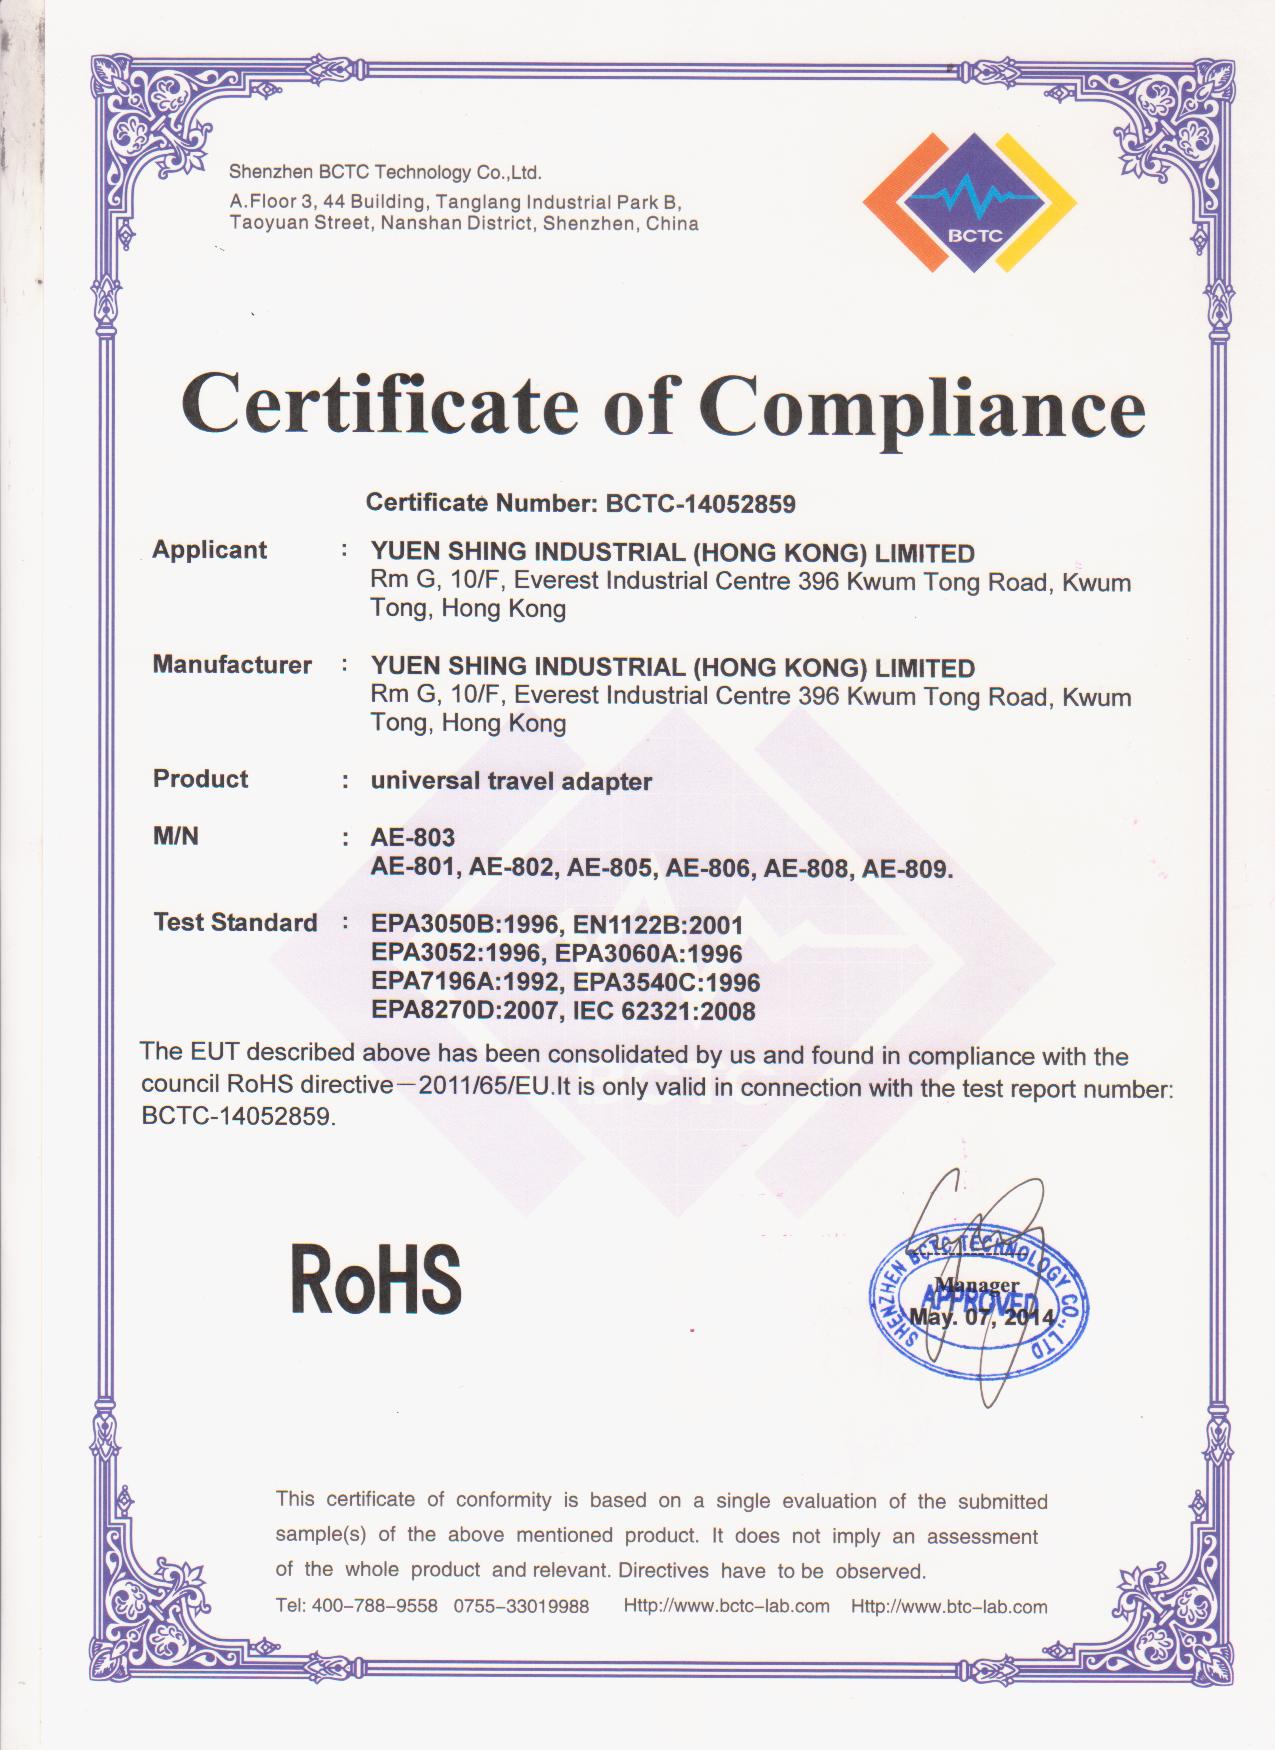 Shenzhen BCTC Technology Co.,Ltd.
A.Floor 3, 44 Building, Tanglang Industrial Park B,
Taoyuan Street, Nanshan District, Shenzhen, China
BCTC
Certificate of Compliance
Certificate Number: BCTC-14052859
Applicant : YUEN SHING INDUSTRIAL (HONG KONG) LIMITED
Rm G, 10/F, Everest Industrial Centre 396 Kwum Tong Road, Kwum
Tong, Hong Kong
Manufacturer : YUEN SHING INDUSTRIAL (HONG KONG) LIMITED
Rm G, 10/F, Everest Industrial Centre 396 Kwum Tong Road, Kwum
Tong, Hong Kong
Product : universal travel adapter
M/N : AE-803
AE-801, AE-802, AE-805, AE-806, AE-808, AE-809.
Test Standard : EPA3050B:1996, EN1122B:2001
EPA3052:1996, EPA3060A:1996
EPA7196A:1992, EPA3540C:1996
EPA8270D:2007, IEC 62321:2008
The EUT described above has been consolidated by us and found in compliance with the
council RoHS directive－2011/65/EU.It is only valid in connection with the test report number:
BCTC-14052859.
RoHS
SHENZHEN BCTC TECHNOLOGY CO.,LTD
Manager
APPROVED
May. 07, 2014
This certificate of conformity is based on a single evaluation of the submitted
sample(s) of the above mentioned product. It does not imply an assessment
of the whole product and relevant. Directives have to be observed.
Tel: 400-788-9558 0755-33019988 Http://www.bctc-lab.com Http://www.btc-lab.com